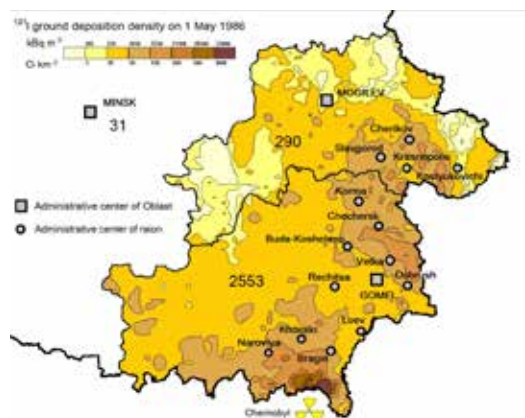 ¹³¹I ground deposition density on 1 May 1986
kBq m⁻²
Ci km⁻²
MINSK
31
MOGILEV
290
Cherikov
Slavgorod
Krasnopolie
Kostyukovichi
Administrative center of Oblast
Administrative center of raion
Korma
Chechersk
Buda-Koshelevo
Vetka
2553
Rechitsa
Dobrush
GOMEL
Loev
Khoiniki
Narovlya
Bragin
Chernobyl